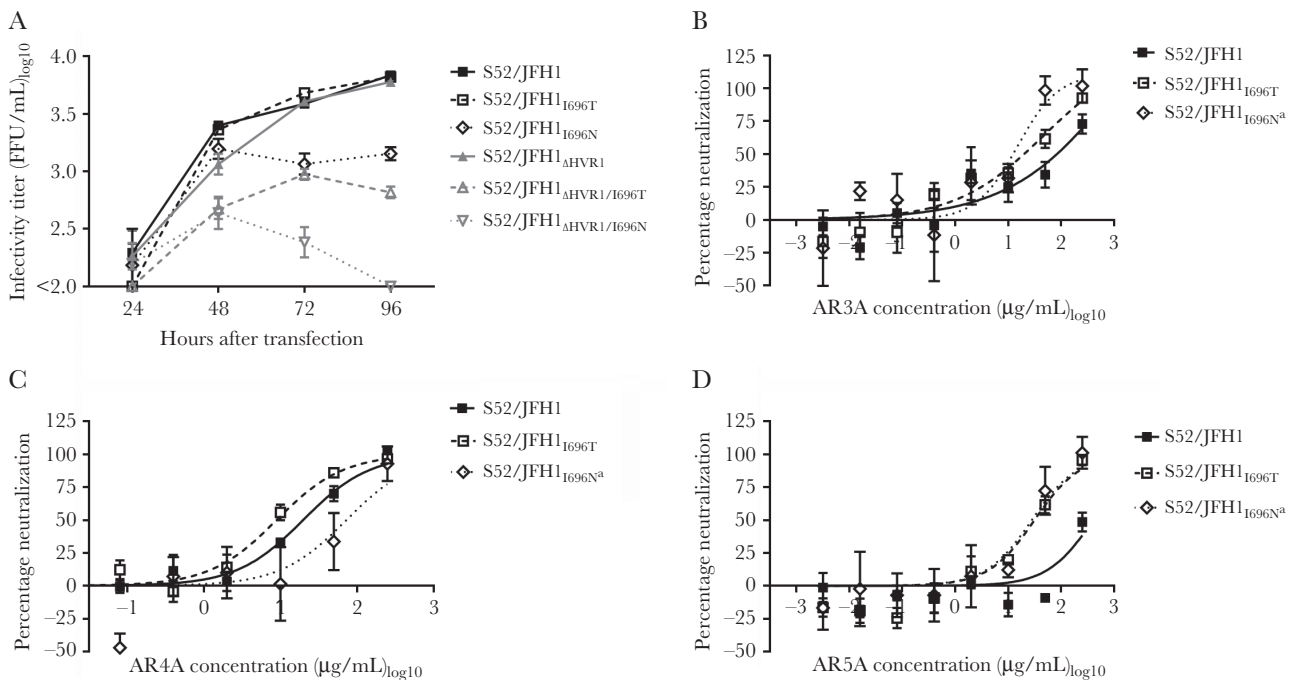 A
Infectivity titer (FFU/mL)log10
4.0
3.5
3.0
2.5
<2.0
24 48 72 96
Hours after transfection
S52/JFH1
S52/JFH1I696T
S52/JFH1I696N
S52/JFH1ΔHVR1
S52/JFH1ΔHVR1/I696T
S52/JFH1ΔHVR1/I696N
B
Percentage neutralization
125
100
75
50
25
0
−25
−50
−3 −2 −1 0 1 2 3
AR3A concentration (μg/mL)log10
S52/JFH1
S52/JFH1I696T
S52/JFH1I696Na
C
Percentage neutralization
125
100
75
50
25
0
−25
−50
−1 0 1 2 3
AR4A concentration (μg/mL)log10
S52/JFH1
S52/JFH1I696T
S52/JFH1I696Na
D
Percentage neutralization
125
100
75
50
25
0
−25
−50
−3 −2 −1 0 1 2 3
AR5A concentration (μg/mL)log10
S52/JFH1
S52/JFH1I696T
S52/JFH1I696Na